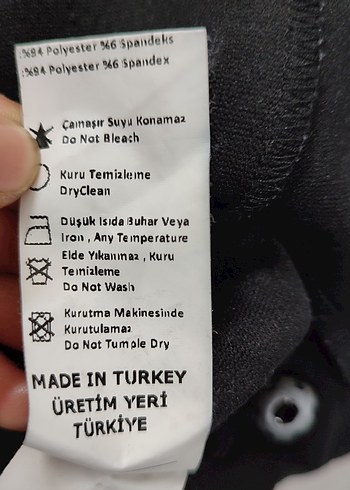 :%94 Polyester %6 Spandeks
:%94 Polyester %6 Spandex
Çamaşır Suyu Konamaz
Do Not Bleach
Kuru Temizleme
DryClean
Düşük Isıda Buhar Veya
Iron , Any Temperature
Elde Yıkanmaz , Kuru
Temizleme
Do Not Wash
Kurutma Makinesinde
Kurutulamaz
Do Not Tumple Dry
MADE IN TURKEY
ÜRETİM YERİ
TÜRKİYE